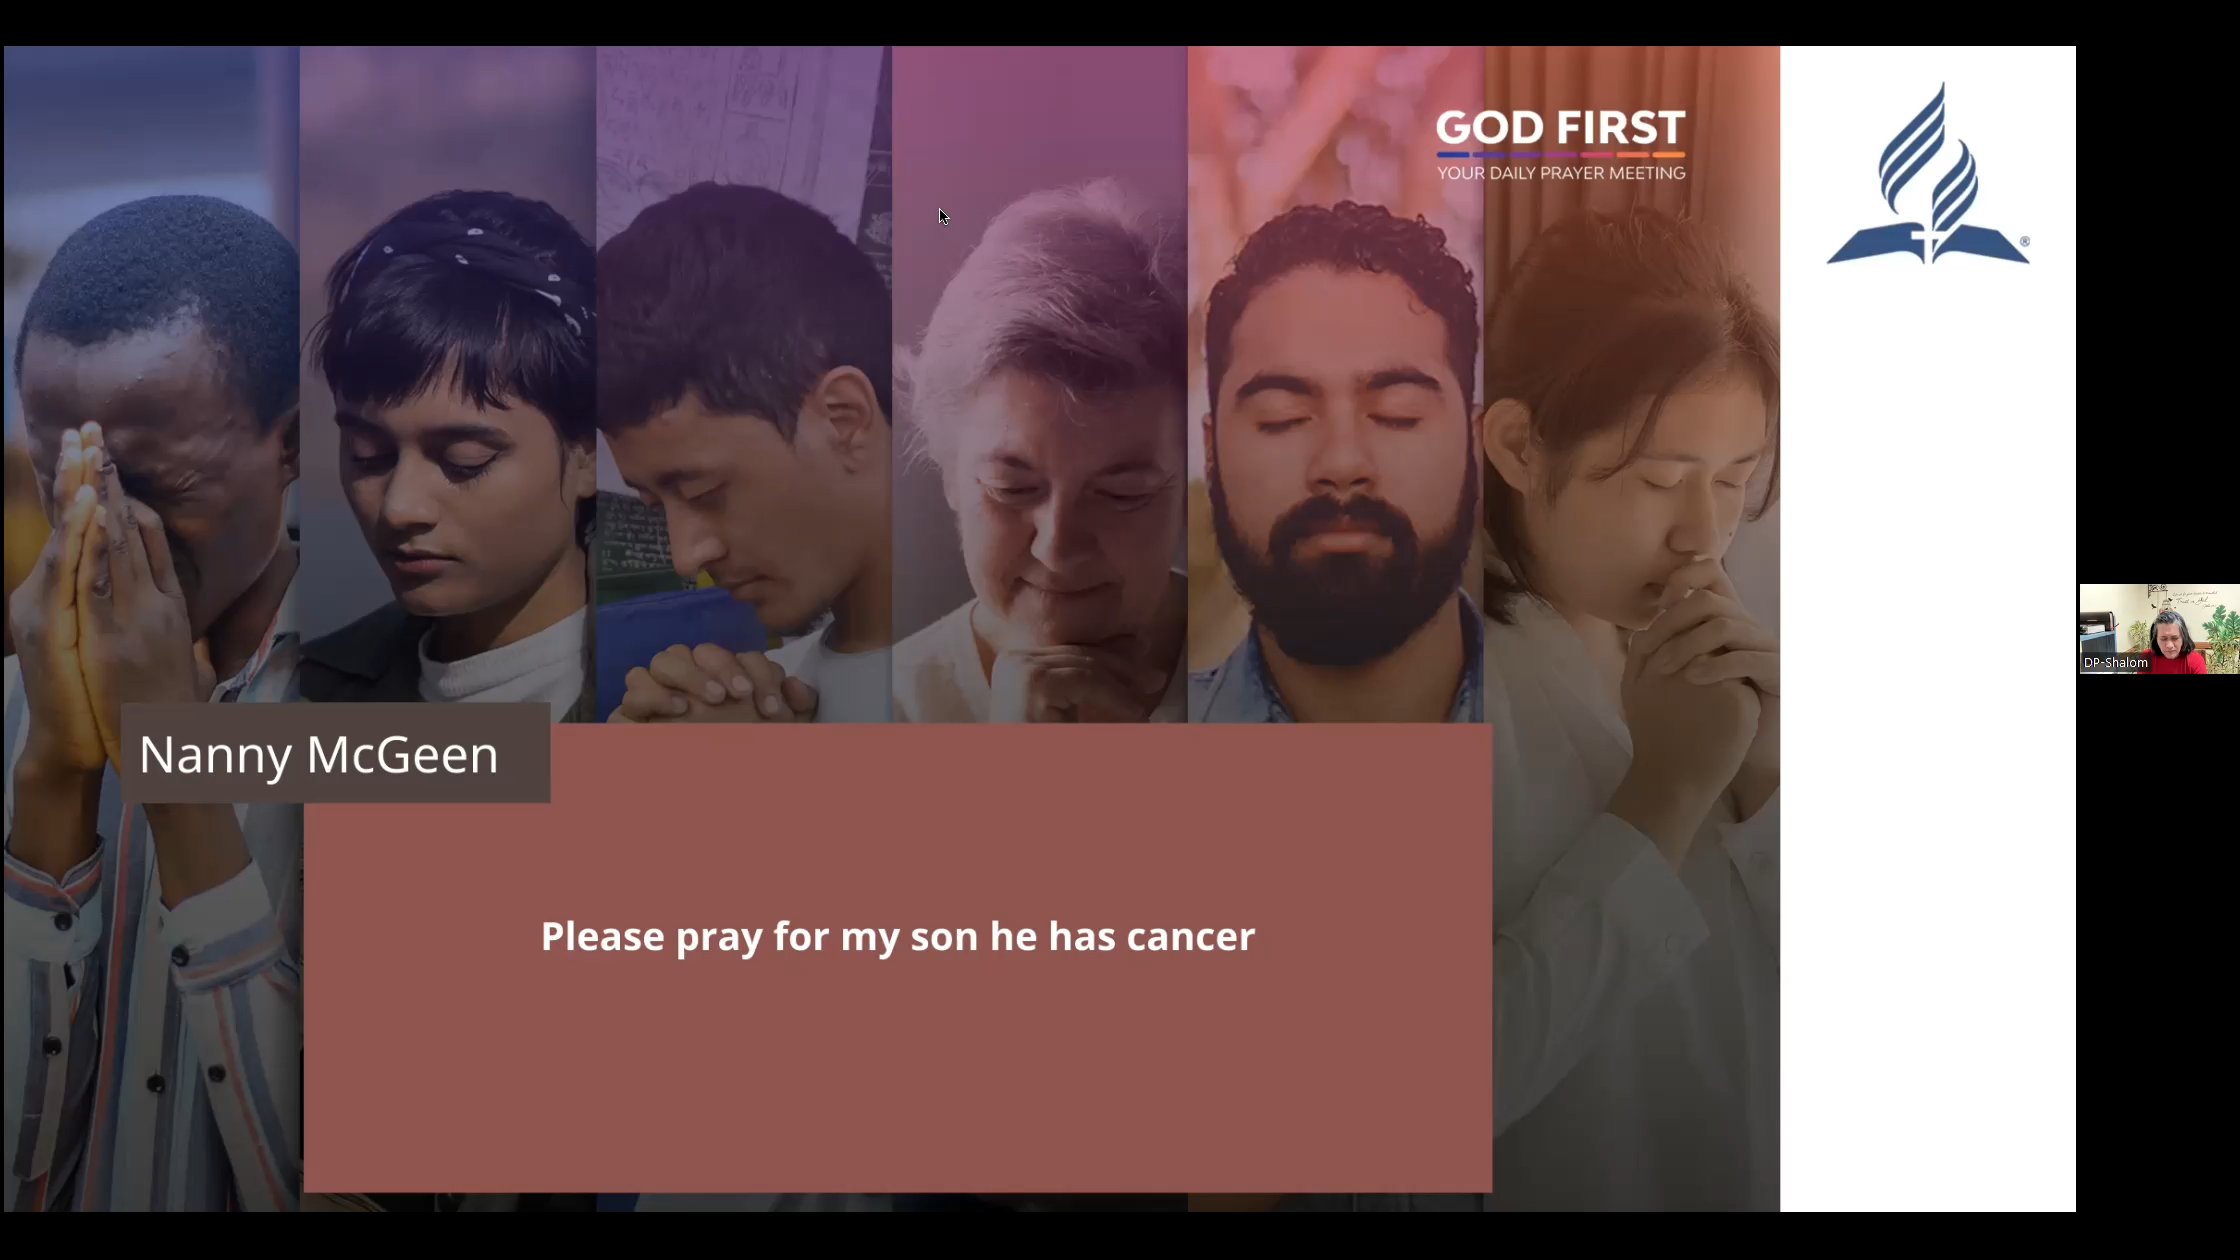 GOD FIRST
YOUR DAILY PRAYER MEETING
®
Nanny McGeen
Please pray for my son he has cancer
DP-Shalom